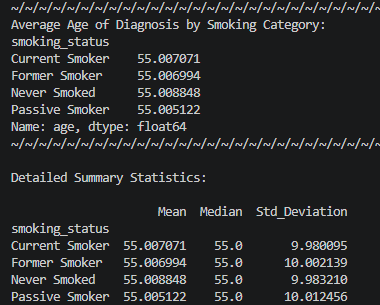 ~/~/~/~/~/~/~/~/~/~/~/~/~/~/~/~/~/~/~/~/~/~/~/~/~/~/~
Average Age of Diagnosis by Smoking Category:
smoking_status
Current Smoker    55.007071
Former Smoker     55.006994
Never Smoked      55.008848
Passive Smoker    55.005122
Name: age, dtype: float64
~/~/~/~/~/~/~/~/~/~/~/~/~/~/~/~/~/~/~/~/~/~/~/~/~/~/~
Detailed Summary Statistics:
Mean  Median  Std_Deviation
smoking_status
Current Smoker  55.007071    55.0       9.980095
Former Smoker   55.006994    55.0      10.002139
Never Smoked    55.008848    55.0       9.983210
Passive Smoker  55.005122    55.0      10.012456